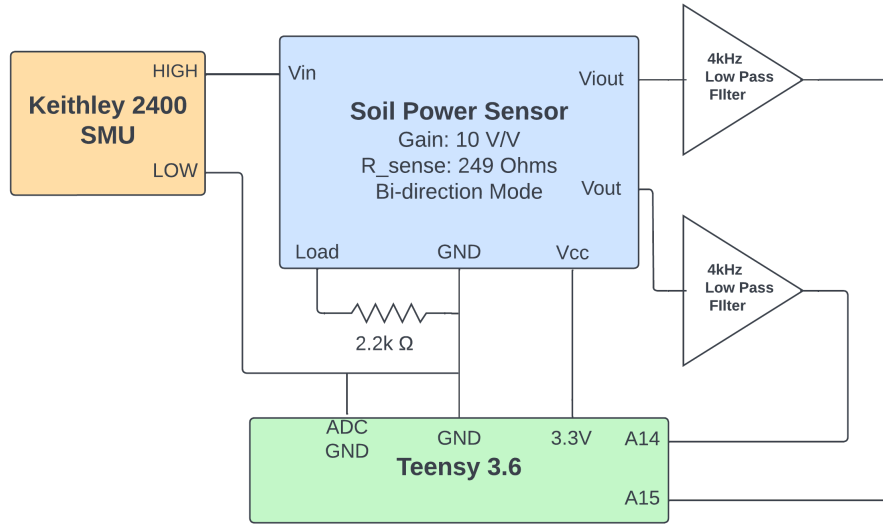 HIGH
Keithley 2400
SMU
LOW
Vin
Viout
Soil Power Sensor
Gain: 10 V/V
R_sense: 249 Ohms
Bi-direction Mode
Vout
Load
GND
Vcc
4kHz
Low Pass
FIlter
4kHz
Low Pass
FIlter
2.2k Ω
ADC
GND
GND
3.3V
A14
Teensy 3.6
A15